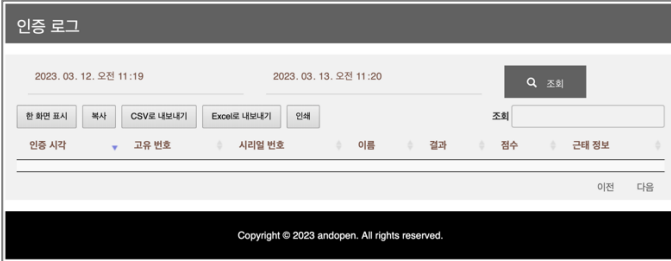 인증 로그
2023. 03. 12. 오전 11:19 2023. 03. 13. 오전 11:20 조회
한 화면 표시 복사 CSV로 내보내기 Excel로 내보내기 인쇄 조회
인증 시각 고유 번호 시리얼 번호 이름 결과 점수 근태 정보
이전 다음
Copyright © 2023 andopen. All rights reserved.